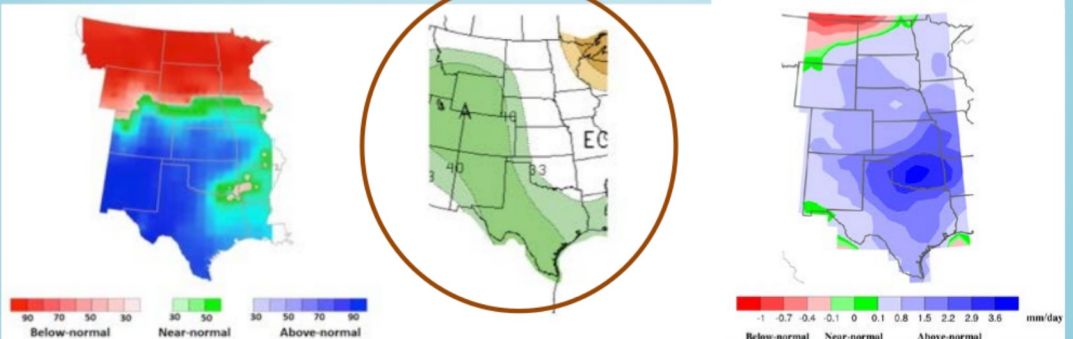 A
40
EC
40
33
3
90 70 50 30
30 50
30 50 70 90
Below-normal
Near-normal
Above-normal
-1 -0.7 -0.4 -0.1 0 0.1 0.8 1.5 2.2 2.9 3.6 mm/day
Below-normal Near-normal Above-normal